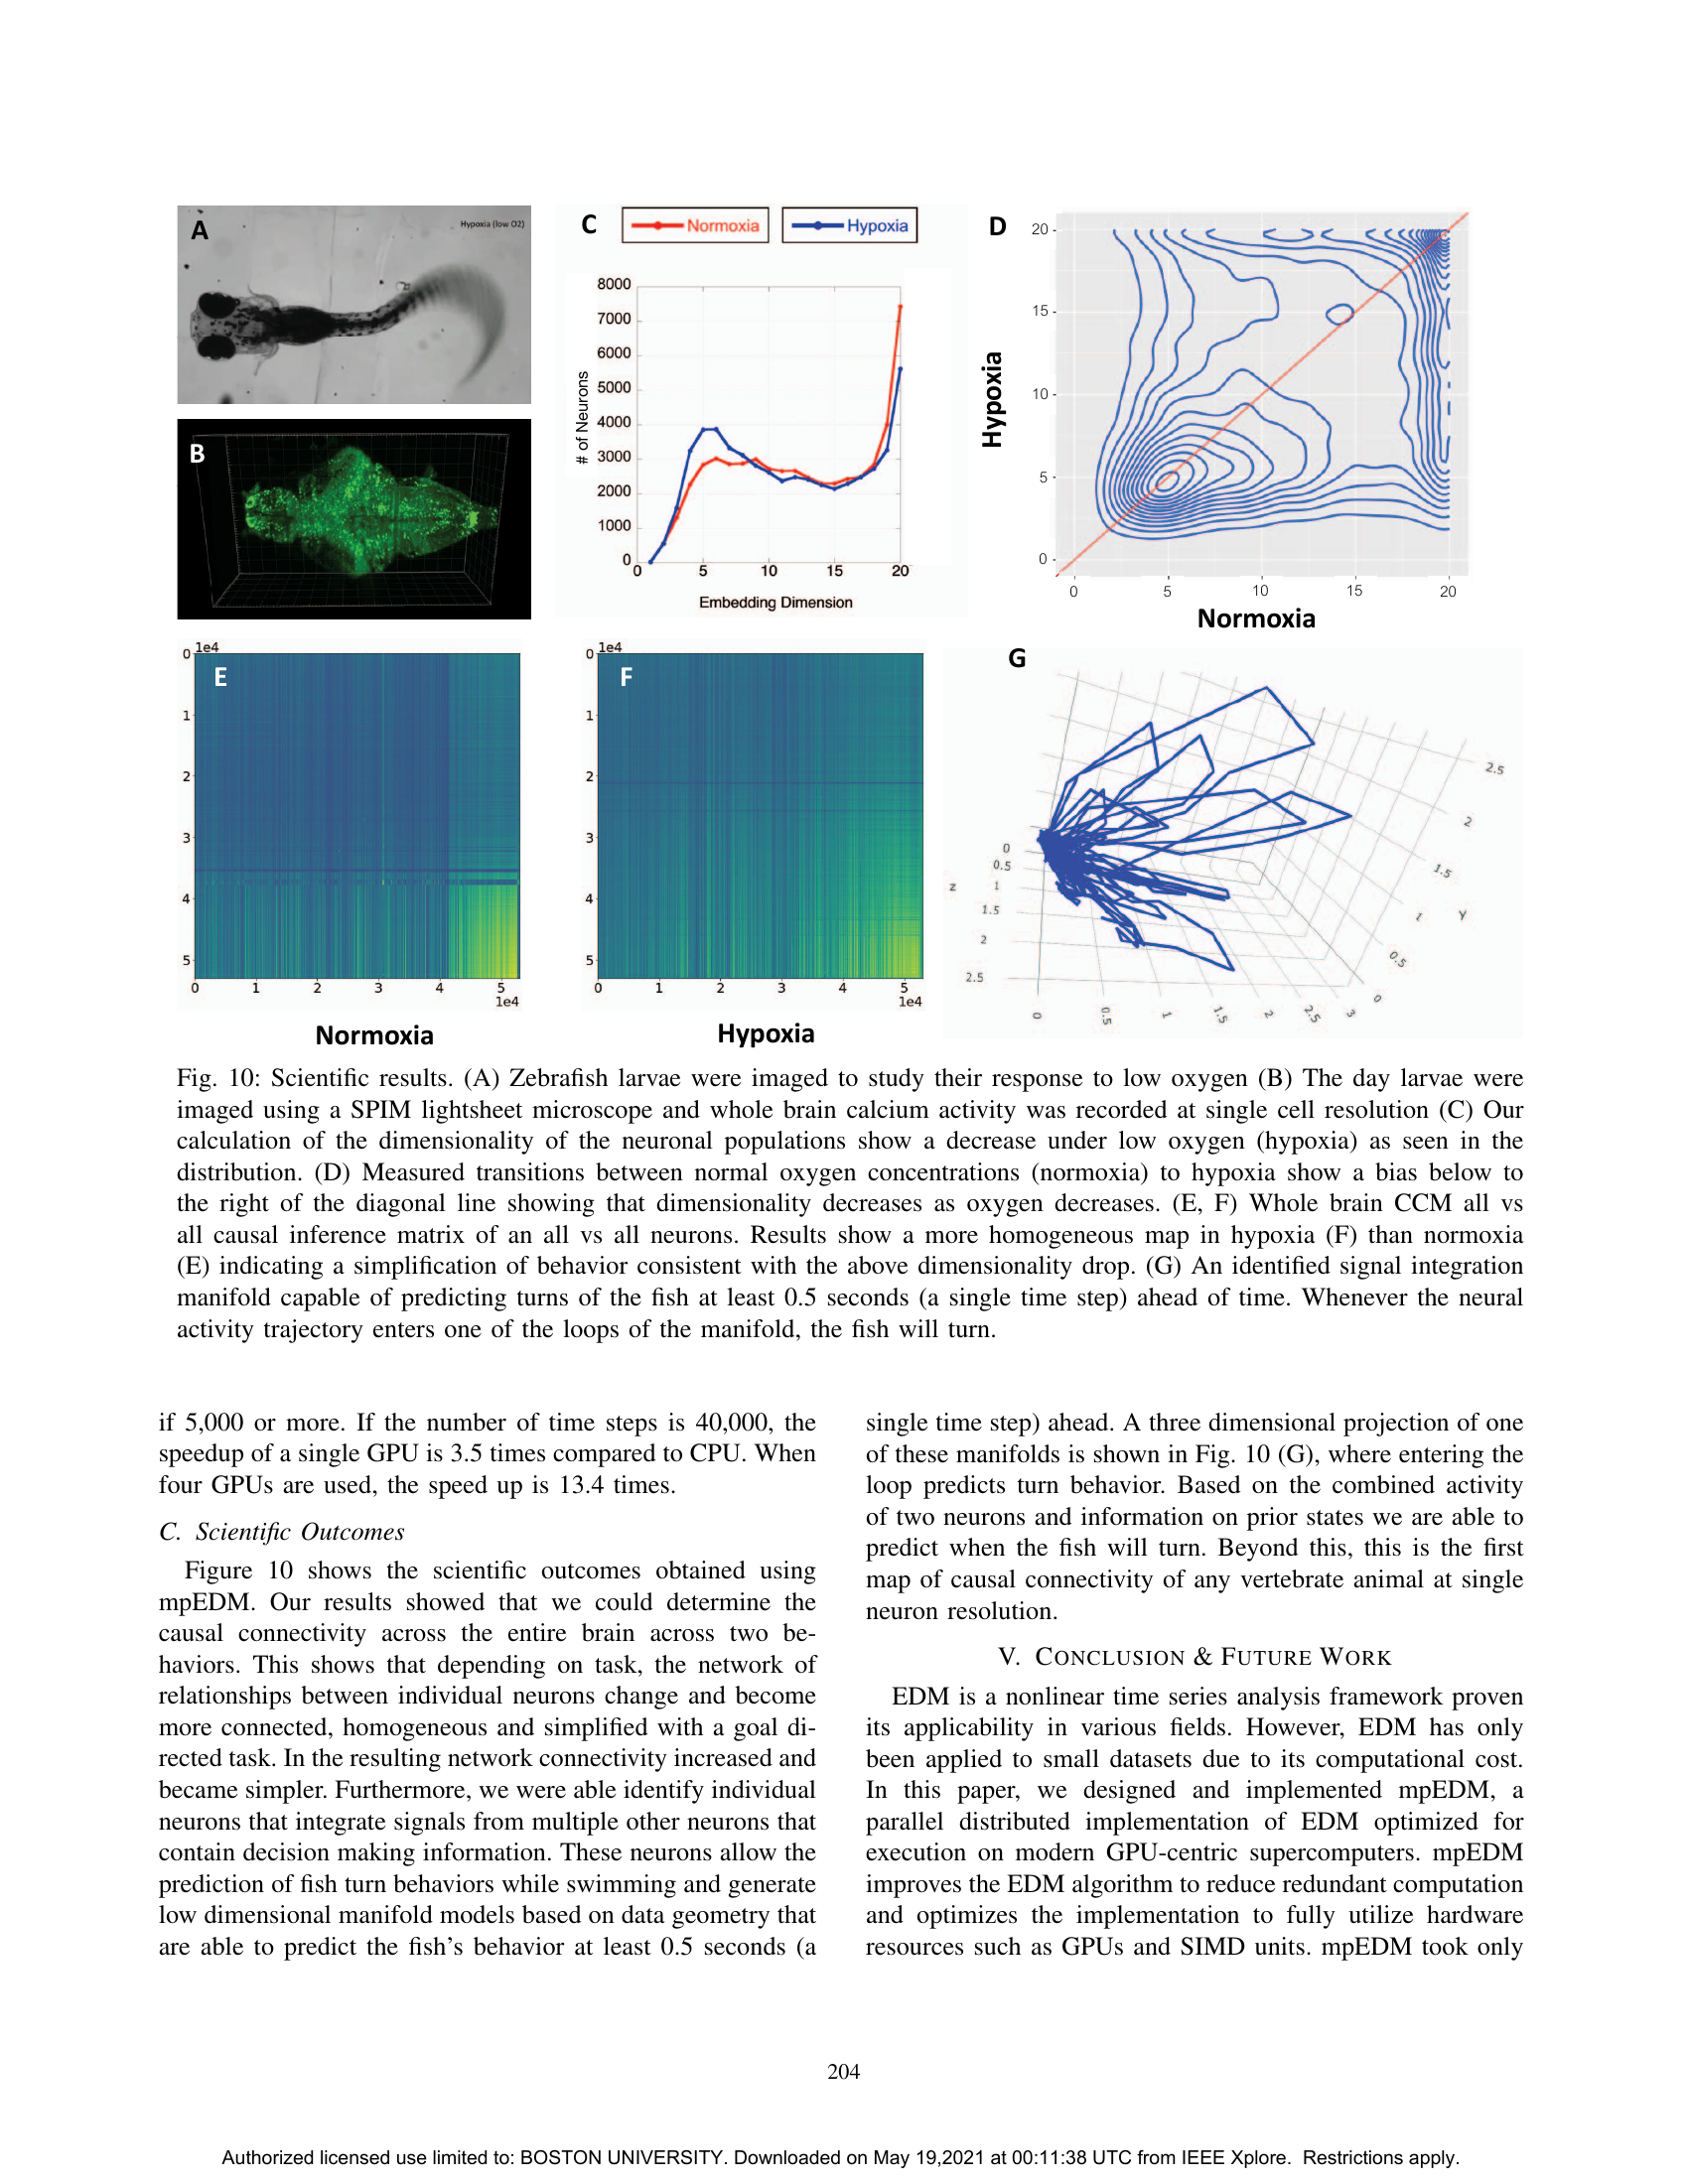 A
Hypoxia (low O2)
B
C
Normoxia
Hypoxia
8000
7000
6000
5000
4000
3000
2000
1000
0
# of Neurons
0 5 10 15 20
Embedding Dimension
D
20
15
10
5
0
Hypoxia
0 5 10 15 20
Normoxia
E
1e4
0
1
2
3
4
5
0 1 2 3 4 5
1e4
Normoxia
F
1e4
0
1
2
3
4
5
0 1 2 3 4 5
1e4
Hypoxia
G
z
0
0.5
1
1.5
2
2.5
0 0.5 1 1.5 2 2.5 3
Y
0
0.5
1
1.5
2
2.5
Fig. 10: Scientific results. (A) Zebrafish larvae were imaged to study their response to low oxygen (B) The day larvae were
imaged using a SPIM lightsheet microscope and whole brain calcium activity was recorded at single cell resolution (C) Our
calculation of the dimensionality of the neuronal populations show a decrease under low oxygen (hypoxia) as seen in the
distribution. (D) Measured transitions between normal oxygen concentrations (normoxia) to hypoxia show a bias below to
the right of the diagonal line showing that dimensionality decreases as oxygen decreases. (E, F) Whole brain CCM all vs
all causal inference matrix of an all vs all neurons. Results show a more homogeneous map in hypoxia (F) than normoxia
(E) indicating a simplification of behavior consistent with the above dimensionality drop. (G) An identified signal integration
manifold capable of predicting turns of the fish at least 0.5 seconds (a single time step) ahead of time. Whenever the neural
activity trajectory enters one of the loops of the manifold, the fish will turn.
if 5,000 or more. If the number of time steps is 40,000, the
speedup of a single GPU is 3.5 times compared to CPU. When
four GPUs are used, the speed up is 13.4 times.
C. Scientific Outcomes
Figure 10 shows the scientific outcomes obtained using
mpEDM. Our results showed that we could determine the
causal connectivity across the entire brain across two be-
haviors. This shows that depending on task, the network of
relationships between individual neurons change and become
more connected, homogeneous and simplified with a goal di-
rected task. In the resulting network connectivity increased and
became simpler. Furthermore, we were able identify individual
neurons that integrate signals from multiple other neurons that
contain decision making information. These neurons allow the
prediction of fish turn behaviors while swimming and generate
low dimensional manifold models based on data geometry that
are able to predict the fish's behavior at least 0.5 seconds (a
single time step) ahead. A three dimensional projection of one
of these manifolds is shown in Fig. 10 (G), where entering the
loop predicts turn behavior. Based on the combined activity
of two neurons and information on prior states we are able to
predict when the fish will turn. Beyond this, this is the first
map of causal connectivity of any vertebrate animal at single
neuron resolution.
V. CONCLUSION & FUTURE WORK
EDM is a nonlinear time series analysis framework proven
its applicability in various fields. However, EDM has only
been applied to small datasets due to its computational cost.
In this paper, we designed and implemented mpEDM, a
parallel distributed implementation of EDM optimized for
execution on modern GPU-centric supercomputers. mpEDM
improves the EDM algorithm to reduce redundant computation
and optimizes the implementation to fully utilize hardware
resources such as GPUs and SIMD units. mpEDM took only
204
Authorized licensed use limited to: BOSTON UNIVERSITY. Downloaded on May 19,2021 at 00:11:38 UTC from IEEE Xplore. Restrictions apply.